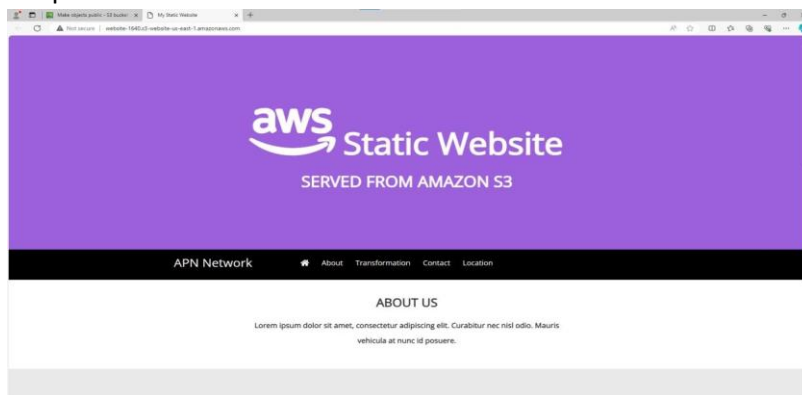 Make objects public - S3 bucket
My Static Website
Not secure
website-1640.s3-website-us-east-1.amazonaws.com
aws
Static Website
SERVED FROM AMAZON S3
APN Network
About Transformation Contact Location
ABOUT US
Lorem ipsum dolor sit amet, consectetur adipiscing elit. Curabitur nec nisl odio. Mauris
vehicula at nunc id posuere.